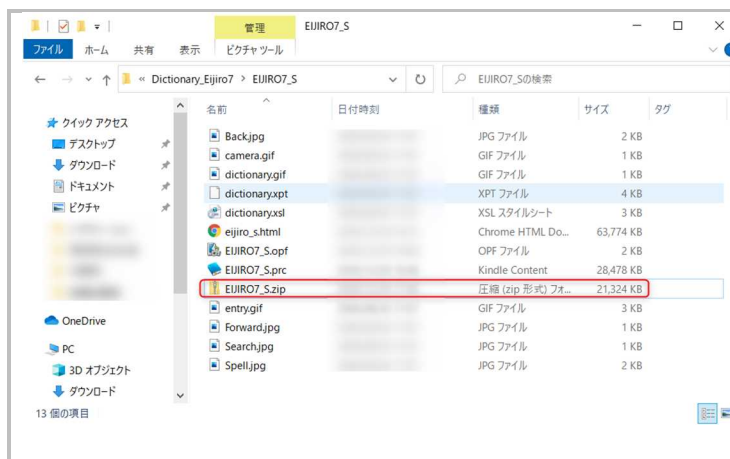 管理
EIJIRO7_S
ファイル ホーム 共有 表示 ピクチャ ツール
« Dictionary_Eijiro7 > EIJIRO7_S
EIJIRO7_Sの検索
名前 日付時刻 種類 サイズ タグ
クイック アクセス
デスクトップ
ダウンロード
ドキュメント
ピクチャ
OneDrive
PC
3D オブジェクト
ダウンロード
Back.jpg JPG ファイル 2 KB
camera.gif GIF ファイル 1 KB
dictionary.gif GIF ファイル 1 KB
dictionary.xpt XPT ファイル 4 KB
dictionary.xsl XSL スタイルシート 3 KB
eijiro_s.html Chrome HTML Do... 63,774 KB
EIJIRO7_S.opf OPF ファイル 2 KB
EIJIRO7_S.prc Kindle Content 28,478 KB
EIJIRO7_S.zip 圧縮 (zip 形式) フォ... 21,324 KB
entry.gif GIF ファイル 3 KB
Forward.jpg JPG ファイル 1 KB
Search.jpg JPG ファイル 1 KB
Spell.jpg JPG ファイル 2 KB
13 個の項目